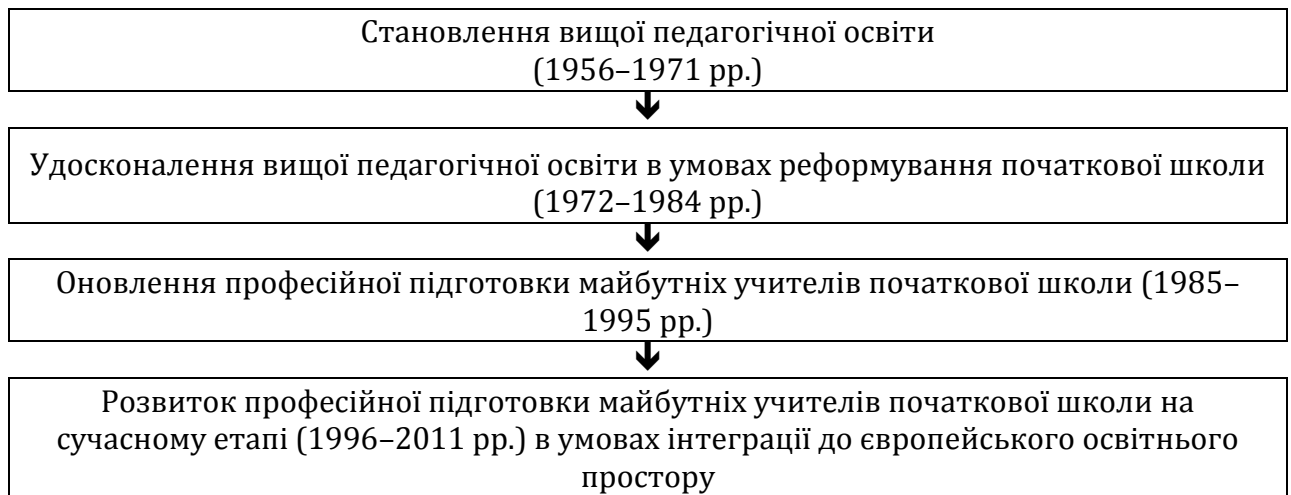 Становлення вищої педагогічної освіти
(1956–1971 рр.)
Удосконалення вищої педагогічної освіти в умовах реформування початкової школи
(1972–1984 рр.)
Оновлення професійної підготовки майбутніх учителів початкової школи (1985–
1995 рр.)
Розвиток професійної підготовки майбутніх учителів початкової школи на
сучасному етапі (1996–2011 рр.) в умовах інтеграції до європейського освітнього
простору